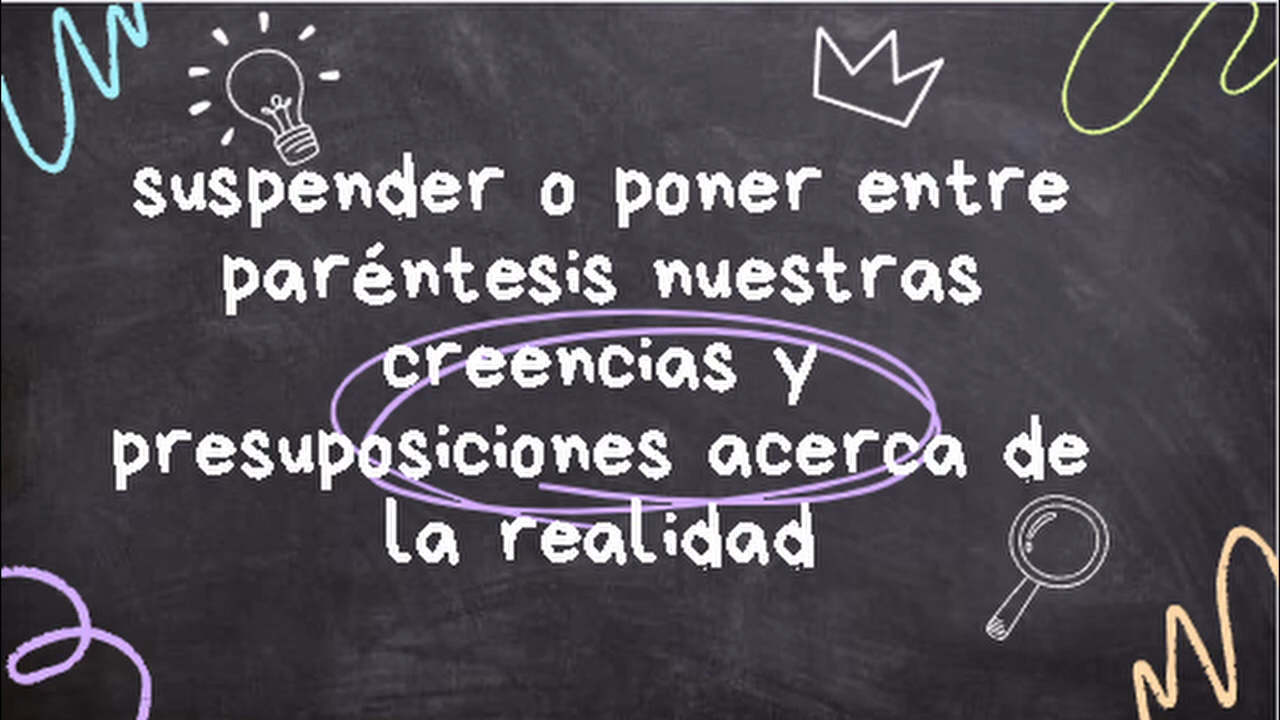 suspender o poner entre
paréntesis nuestras
creencias y
presuposiciones acerca de
la realidad